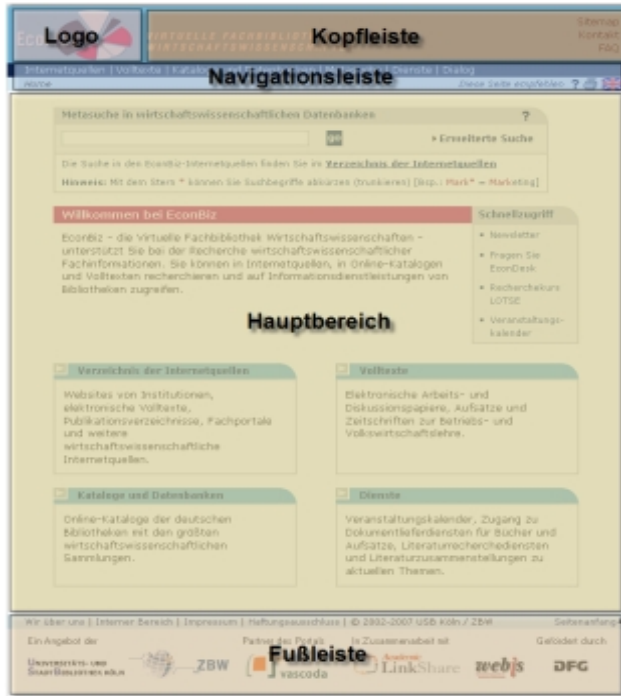 Sitemap
Logo
Kopfleiste
Kontakt
FAQ
VIRTUELLE FACHBIBLIOTHEK
WIRTSCHAFTSWISSENSCHAFTEN
Internetquellen | Volltexte | Dienste | Dialog
Navigationsleiste
Home
Diese Seite empfehlen ?
Metasuche in wirtschaftswissenschaftlichen Datenbanken ?
go
Erweiterte Suche
Die Suche in den EconBiz-Internetquellen finden Sie im Verzeichnis der Internetquellen
Hinweis: Mit dem Stern * können Sie Suchbegriffe abkürzen (trunkieren) [Bsp.: Mark* = Marketing]
Willkommen bei EconBiz
EconBiz - die Virtuelle Fachbibliothek Wirtschaftswissenschaften -
unterstützt Sie bei der Recherche wirtschaftswissenschaftlicher
Fachinformationen. Sie können in Internetquellen, in Online-Katalogen
und Volltexten recherchieren und auf Informationsdienstleistungen von
Bibliotheken zugreifen.
Schnellzugriff
Newsletter
Fragen Sie
EconDesk
Recherchekurs
LOTSE
Veranstaltungs-
kalender
Hauptbereich
Verzeichnis der Internetquellen
Websites von Institutionen,
elektronische Volltexte,
Publikationsverzeichnisse, Fachportale
und weitere
wirtschaftswissenschaftliche
Internetquellen.
Volltexte
Elektronische Arbeits- und
Diskussionspapiere, Aufsätze und
Zeitschriften zur Betriebs- und
Volkswirtschaftslehre.
Kataloge und Datenbanken
Online-Kataloge der deutschen
Bibliotheken mit den größten
wirtschaftswissenschaftlichen
Sammlungen.
Dienste
Veranstaltungskalender, Zugang zu
Dokumentlieferdiensten für Bücher und
Aufsätze, Literaturrecherchediensten
und Literaturzusammenstellungen zu
aktuellen Themen.
Wir über uns | Interner Bereich | Impressum | Haftungsausschluss | © 2002-2007 USB Köln / ZBW Seitenanfang
Ein Angebot der
Partner des Portals
In Zusammenarbeit mit
Gefördert durch
Fußleiste
UNIVERSITÄTS- UND
STADTBIBLIOTHEK KÖLN
ZBW
vascoda
Academic
LinkShare
webis
DFG